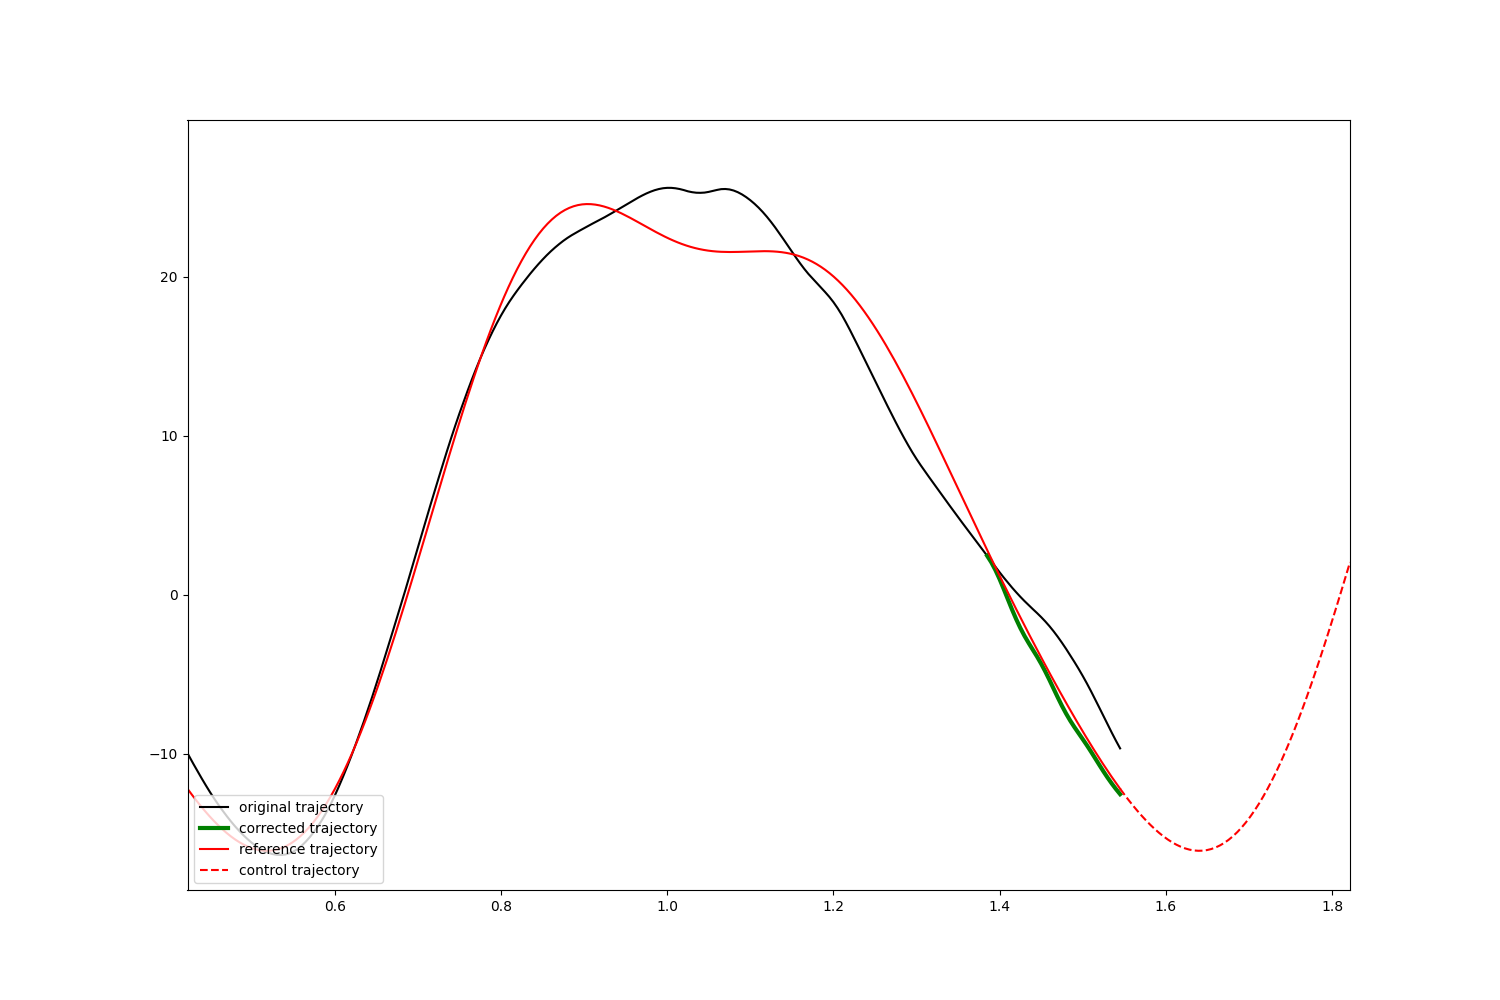 20
10
0
−10
original trajectory
corrected trajectory
reference trajectory
control trajectory
0.6 0.8 1.0 1.2 1.4 1.6 1.8